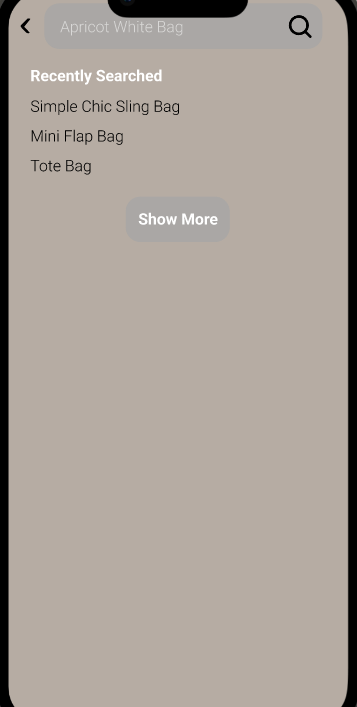 Apricot White Bag
Recently Searched
Simple Chic Sling Bag
Mini Flap Bag
Tote Bag
Show More